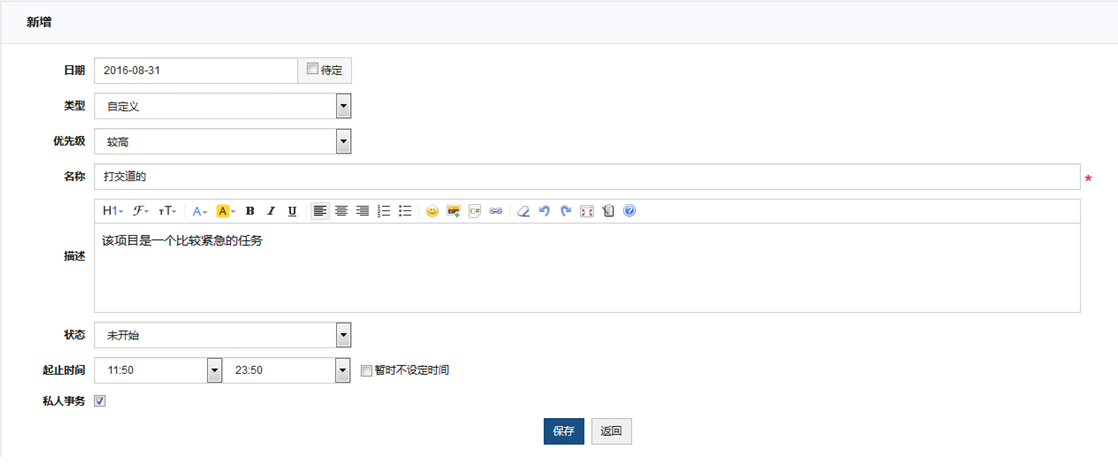 新增
日期 2016-08-31 待定
类型 自定义
优先级 较高
名称 打交道的 *
H1 F тT A A B I U
描述 该项目是一个比较紧急的任务
状态 未开始
起止时间 11:50 23:50 暂时不设定时间
私人事务
保存 返回